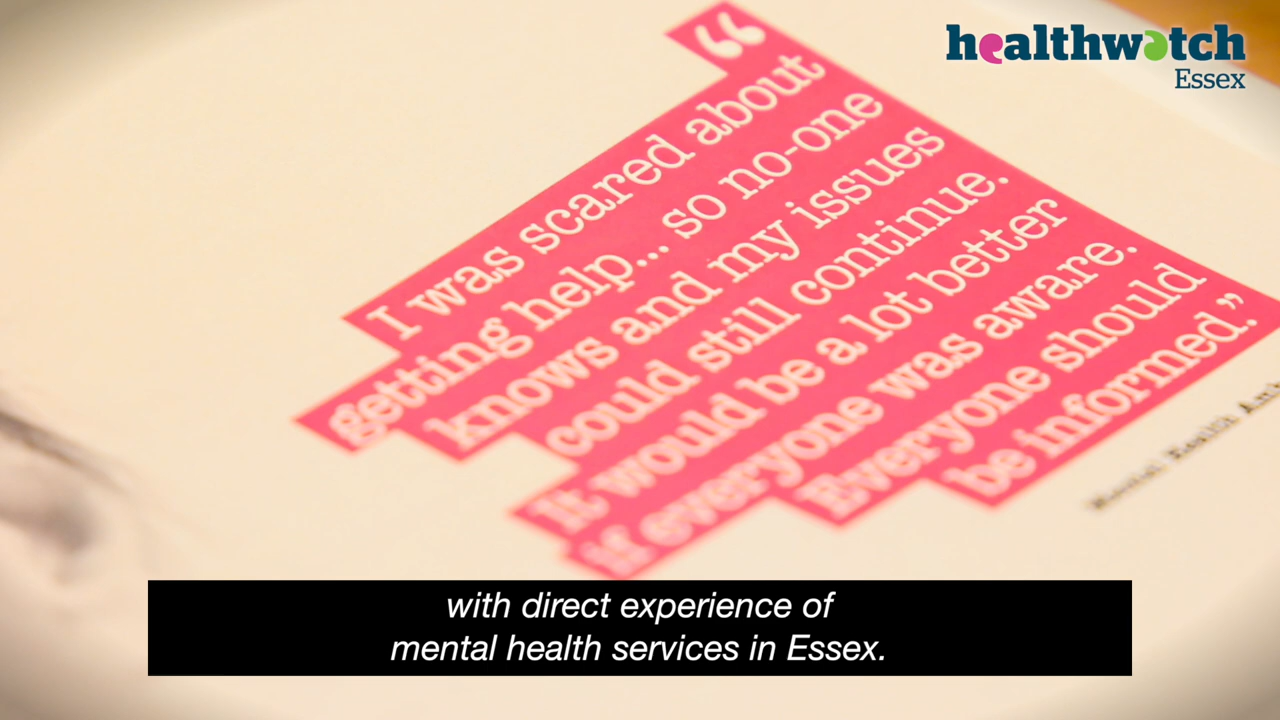 healthwatch
Essex
“
I was scared about
getting help... so no-one
knows and my issues
could still continue.
It would be a lot better
if everyone was aware.
Everyone should
be informed.”
Mental Health
with direct experience of
mental health services in Essex.